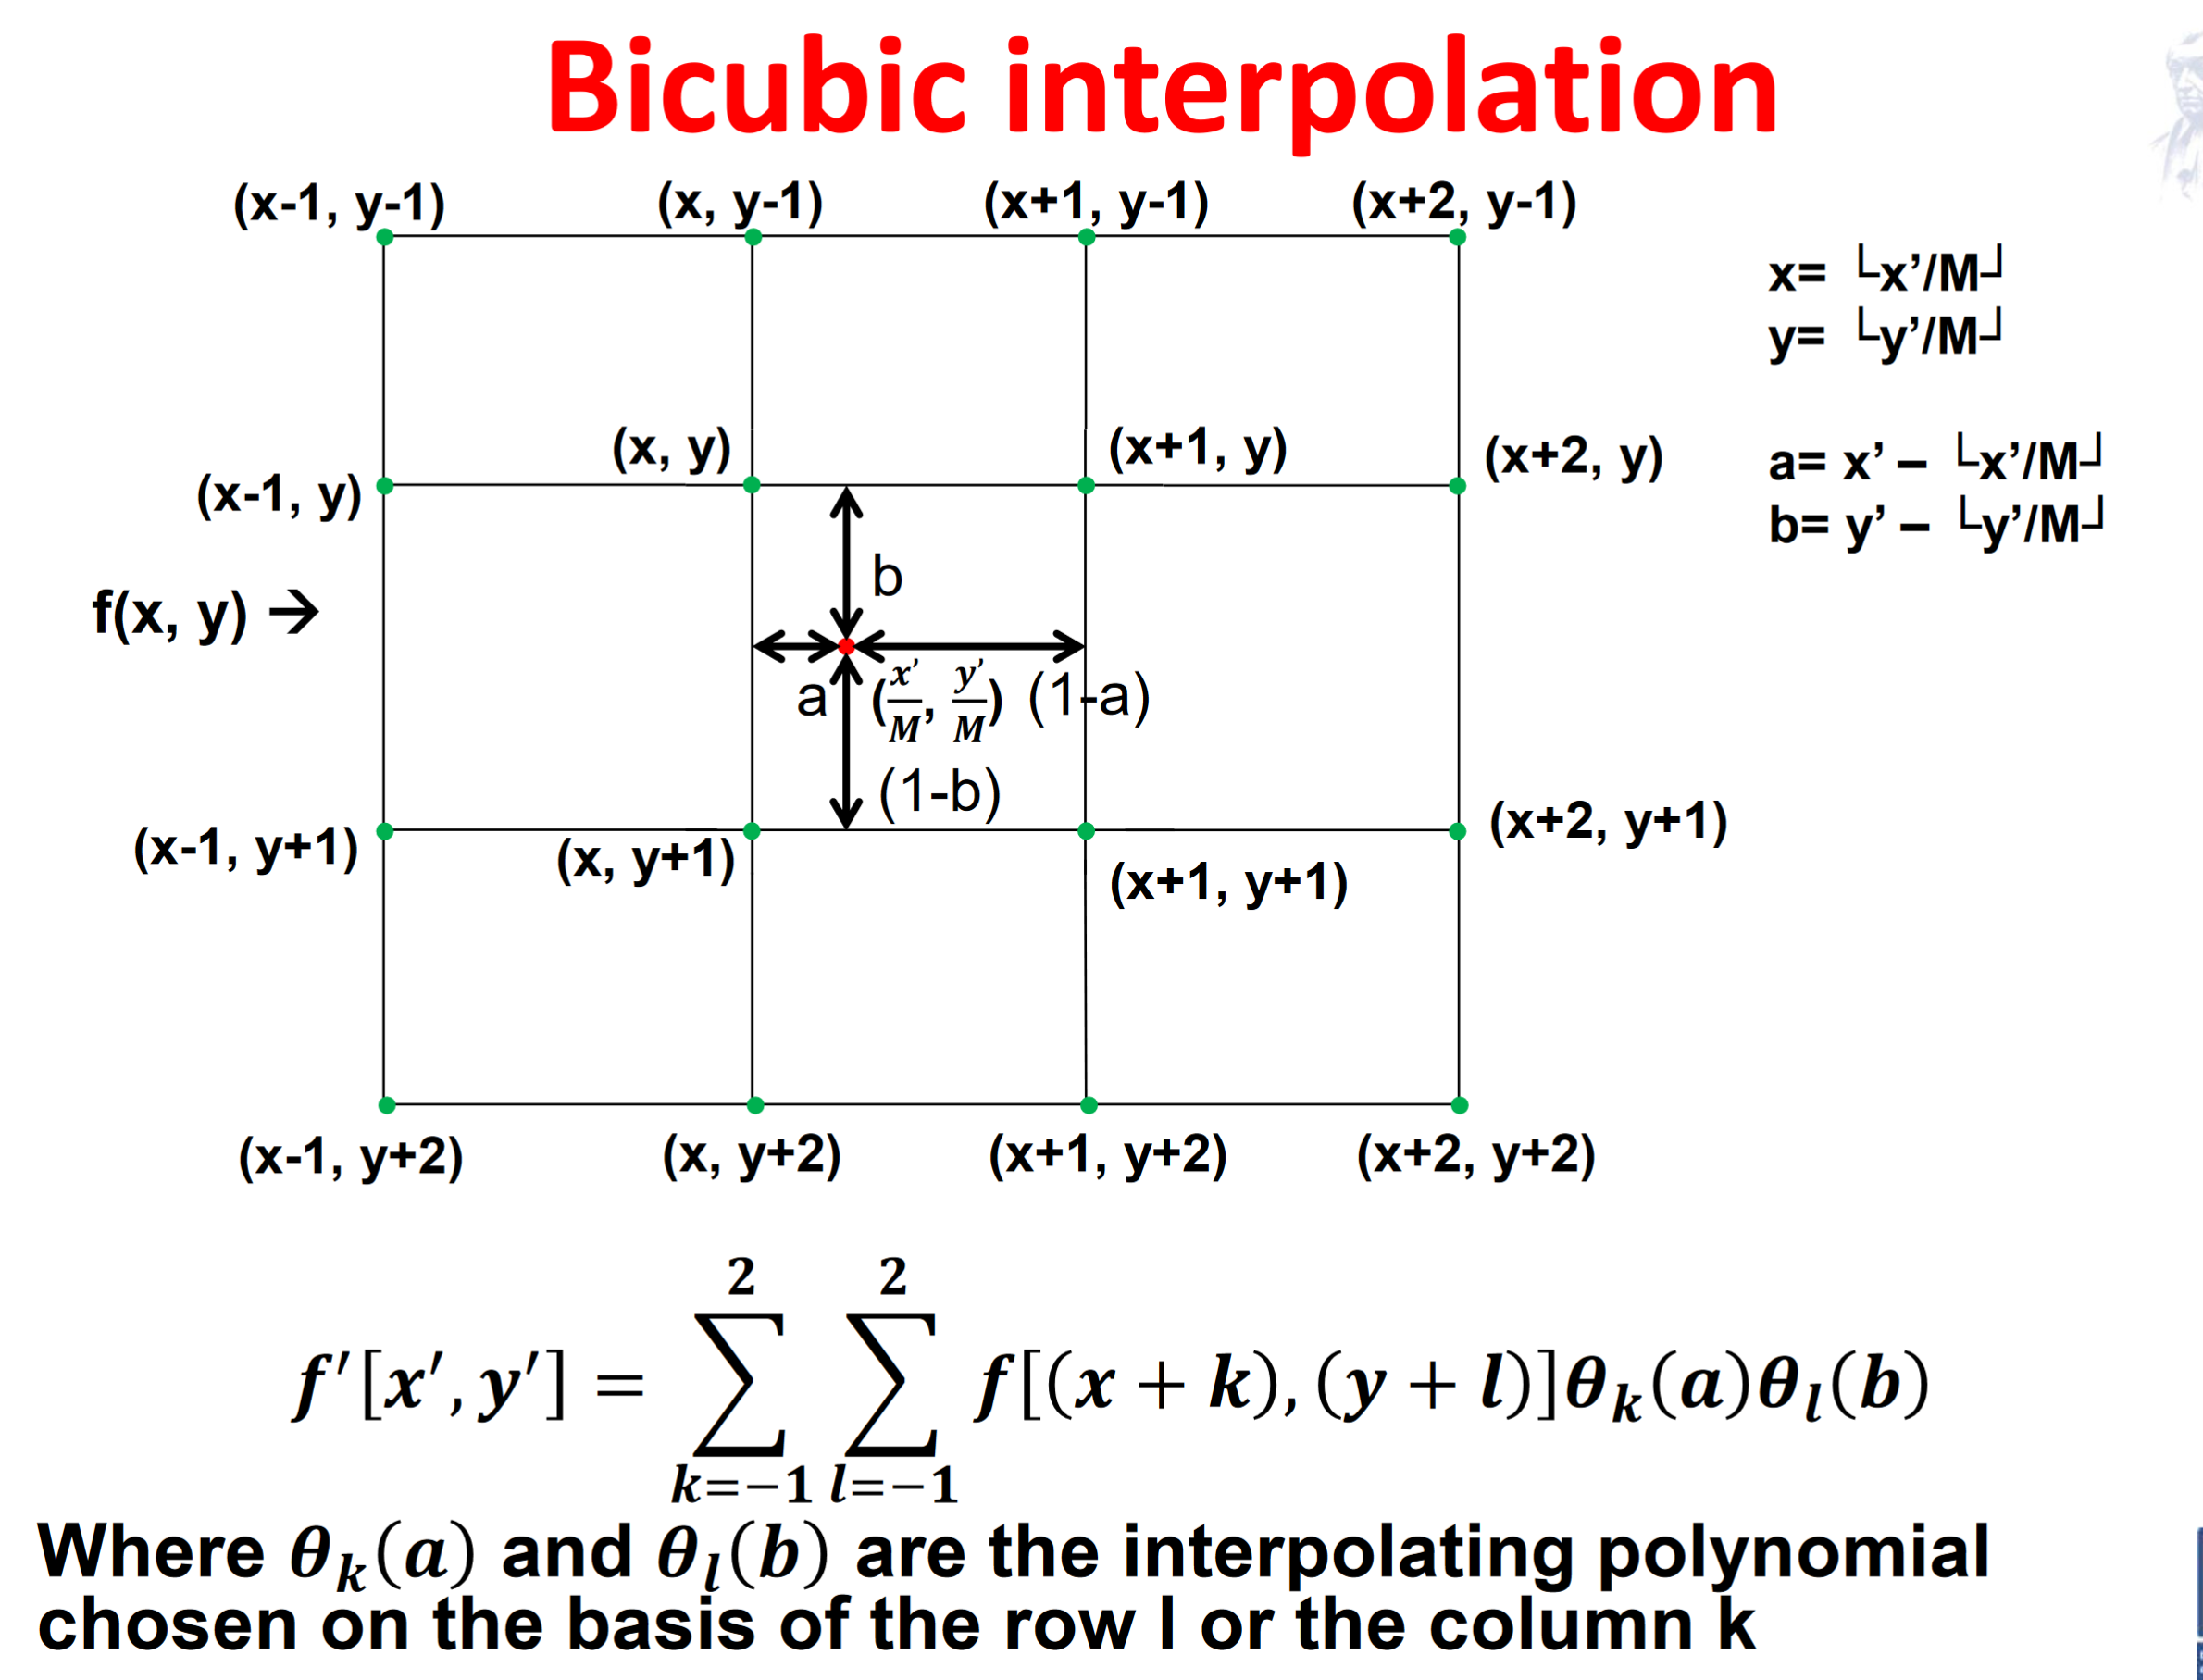 Bicubic interpolation
(x-1, y-1) (x, y-1) (x+1, y-1) (x+2, y-1)
x= └x’/M┘
y= └y’/M┘
(x, y) (x+1, y) (x+2, y)
(x-1, y)
a= x’ – └x’/M┘
b= y’ – └y’/M┘
b
f(x, y) →
a (x’/M, y’/M) (1-a)
(1-b)
(x-1, y+1) (x, y+1) (x+1, y+1) (x+2, y+1)
(x-1, y+2) (x, y+2) (x+1, y+2) (x+2, y+2)
f′[x′, y′] = ∑_{k=−1}^{2} ∑_{l=−1}^{2} f[(x + k), (y + l)]θ_k(a)θ_l(b)
Where θ_k(a) and θ_l(b) are the interpolating polynomial
chosen on the basis of the row l or the column k